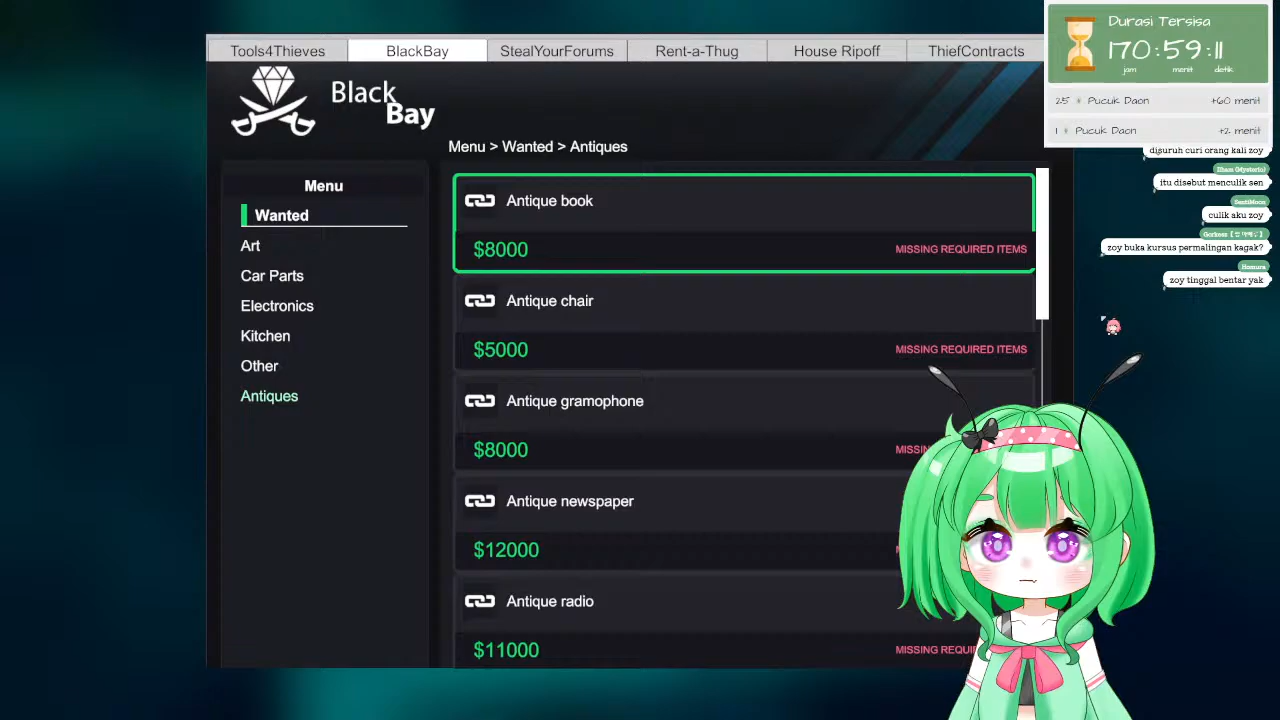 Tools4Thieves
BlackBay
StealYourForums
Rent-a-Thug
House Ripoff
ThiefContracts
Black
Bay
Menu > Wanted > Antiques
Menu
Wanted
Art
Car Parts
Electronics
Kitchen
Other
Antiques
Antique book
$8000 MISSING REQUIRED ITEMS
Antique chair
$5000 MISSING REQUIRED ITEMS
Antique gramophone
$8000
Antique newspaper
$12000
Antique radio
$11000
Durasi Tersisa
170:59:11
jam menit detik
25 Pucuk Daon +60 menit
1 Pucuk Daon +2 menit
disuruh curi orang kali zoy
Ilham (Mysterio)
itu disebut menculik sen
SentiMoon
culik aku zoy
zoy buka kursus permalingan kagak?
Homura
zoy tinggal bentar yak